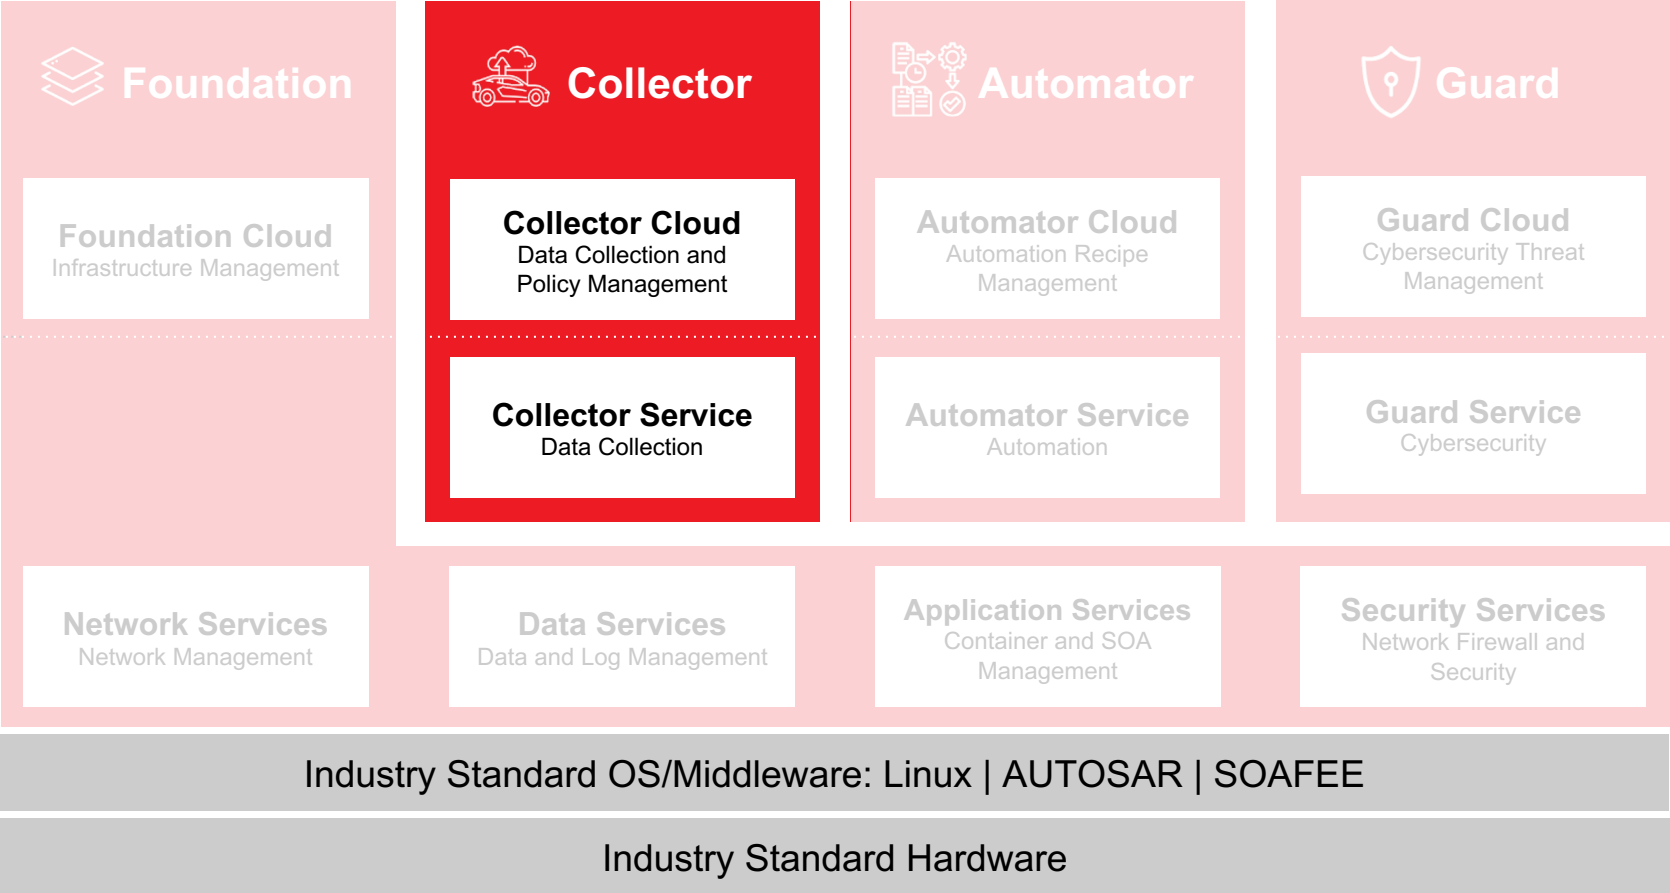 Foundation
Collector
Automator
Guard
Foundation Cloud
Infrastructure Management
Collector Cloud
Data Collection and
Policy Management
Automator Cloud
Automation Recipe
Management
Guard Cloud
Cybersecurity Threat
Management
Collector Service
Data Collection
Automator Service
Automation
Guard Service
Cybersecurity
Network Services
Network Management
Data Services
Data and Log Management
Application Services
Container and SOA
Management
Security Services
Network Firewall and
Security
Industry Standard OS/Middleware: Linux | AUTOSAR | SOAFEE
Industry Standard Hardware